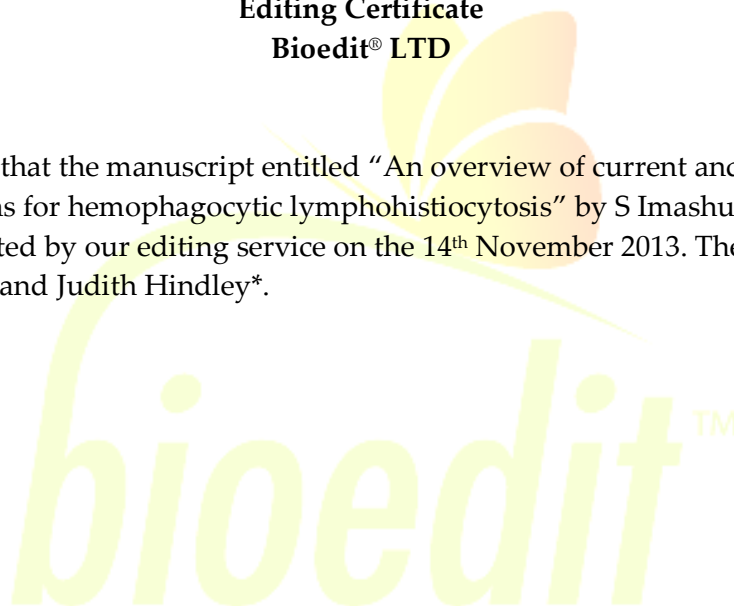 Editing Certificate
Bioedit® LTD
that the manuscript entitled “An overview of current and
s for hemophagocytic lymphohistiocytosis” by S Imashu
ted by our editing service on the 14th November 2013. The
and Judith Hindley*.
bioedit™